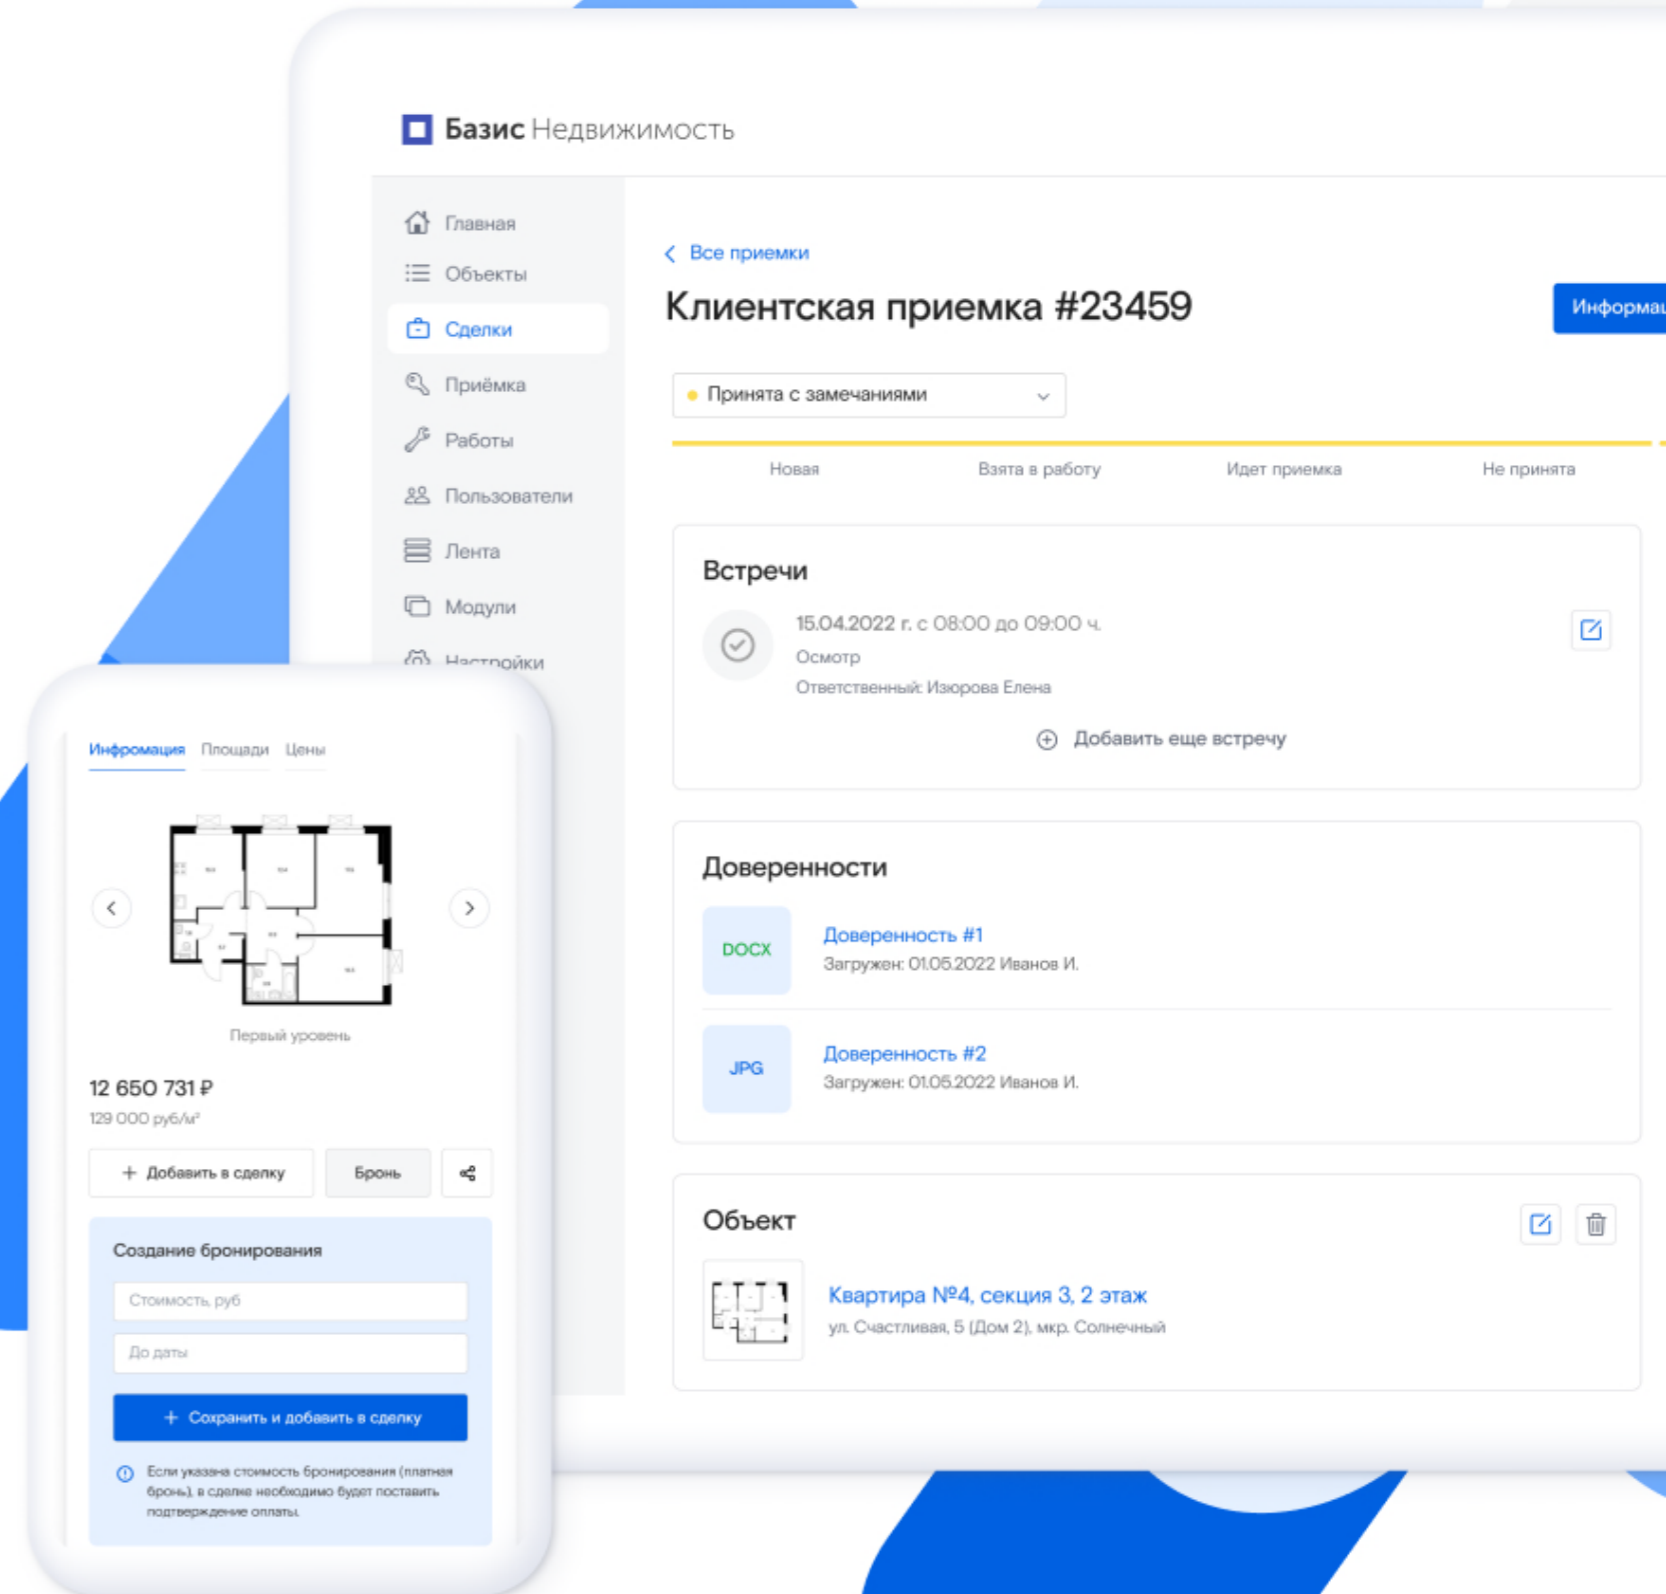 Базис Недвижимость
Главная
Объекты
Сделки
Приёмка
Работы
Пользователи
Лента
Модули
Настройки
Все приемки
Клиентская приемка #23459
Принята с замечаниями
Новая
Взята в работу
Идет приемка
Не принята
Встречи
15.04.2022 г. с 08:00 до 09:00 ч.
Осмотр
Ответственный: Изюрова Елена
Добавить еще встречу
Доверенности
DOCX
Доверенность #1
Загружен: 01.05.2022 Иванов И.
JPG
Доверенность #2
Загружен: 01.05.2022 Иванов И.
Объект
Квартира №4, секция 3, 2 этаж
ул. Счастливая, 5 (Дом 2), мкр. Солнечный
Инфромация Площади Цены
Первый уровень
12 650 731 ₽
129 000 руб/м²
+ Добавить в сделку
Бронь
Создание бронирования
Стоимость, руб
До даты
+ Сохранить и добавить в сделку
Если указана стоимость бронирования (платная
бронь), в сделке необходимо будет поставить
подтверждение оплаты.